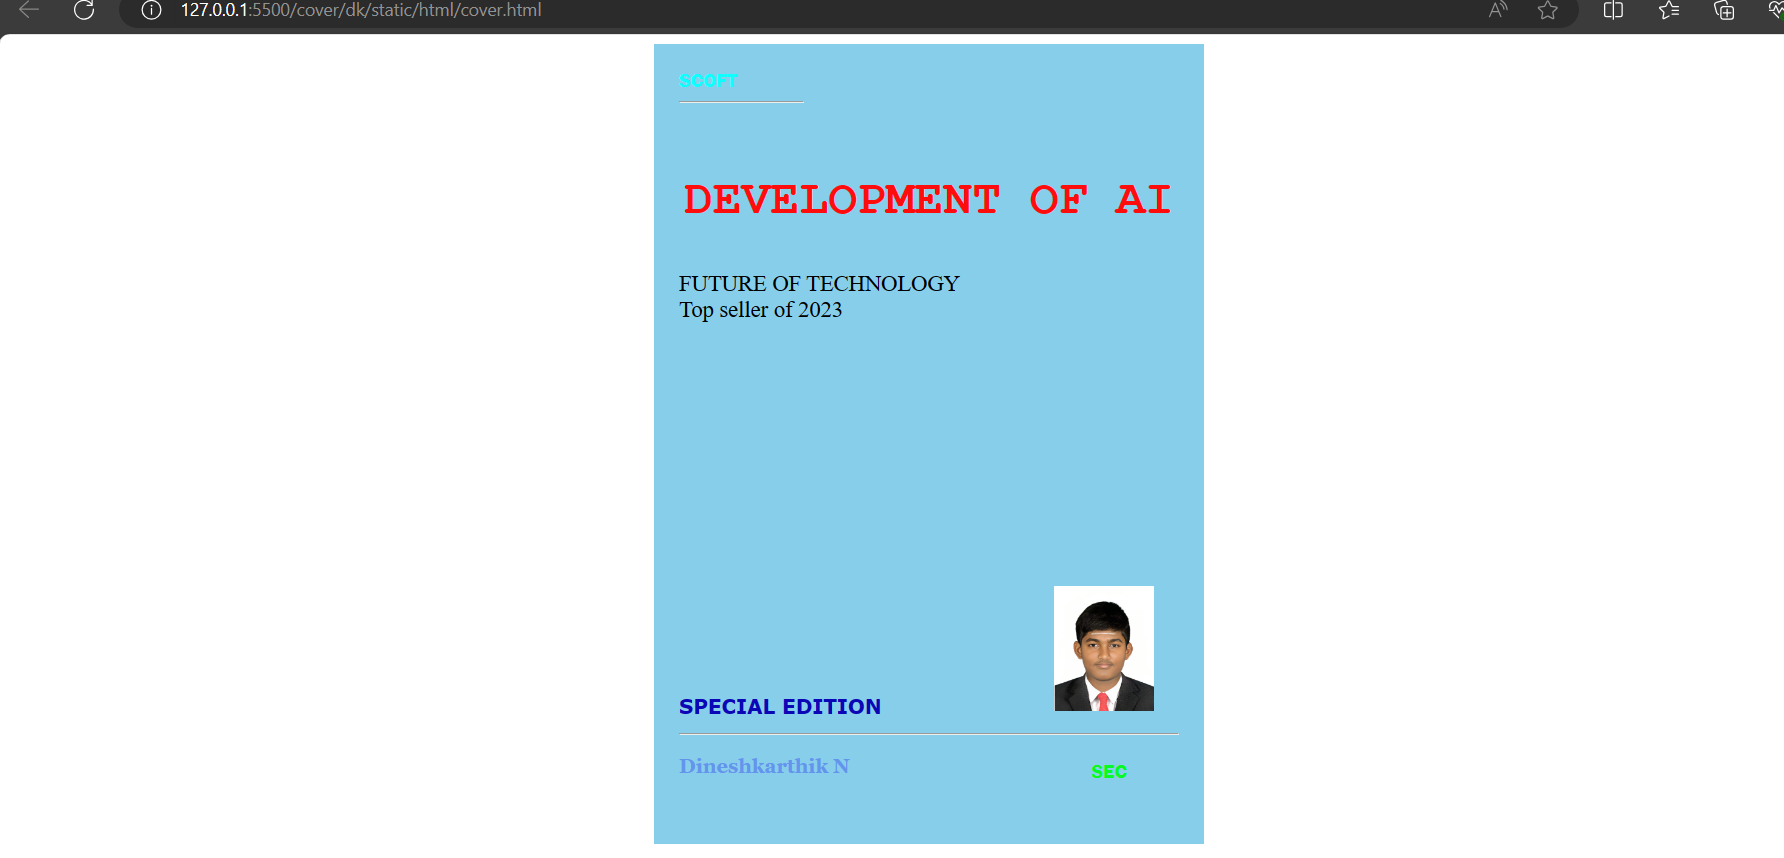 127.0.0.1:5500/cover/dk/static/html/cover.html
SCOFT
DEVELOPMENT OF AI
FUTURE OF TECHNOLOGY
Top seller of 2023
SPECIAL EDITION
Dineshkarthik N
SEC